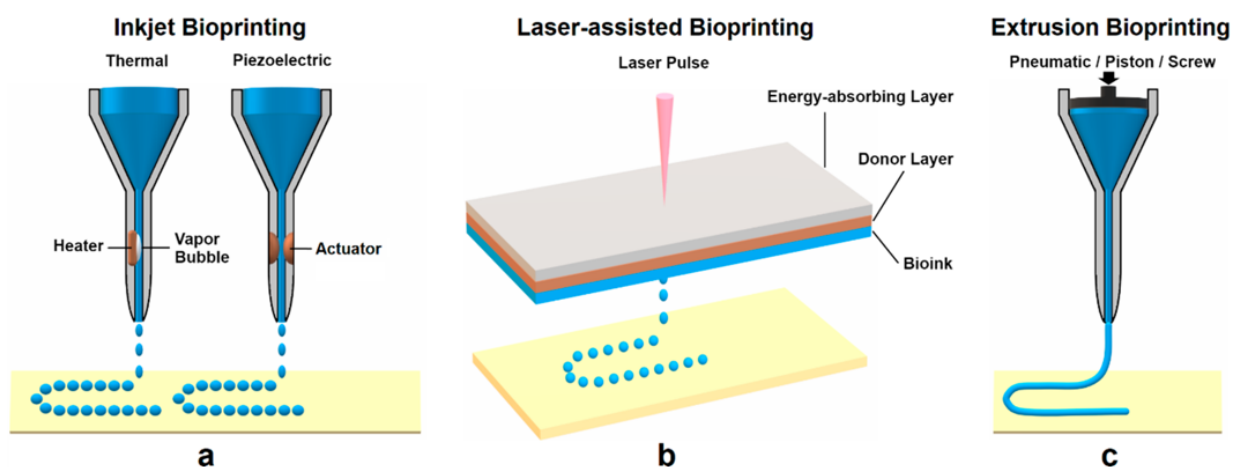 Inkjet Bioprinting
Thermal
Piezoelectric
Heater
Vapor
Bubble
Actuator
a
Laser-assisted Bioprinting
Laser Pulse
Energy-absorbing Layer
Donor Layer
Bioink
b
Extrusion Bioprinting
Pneumatic / Piston / Screw
c